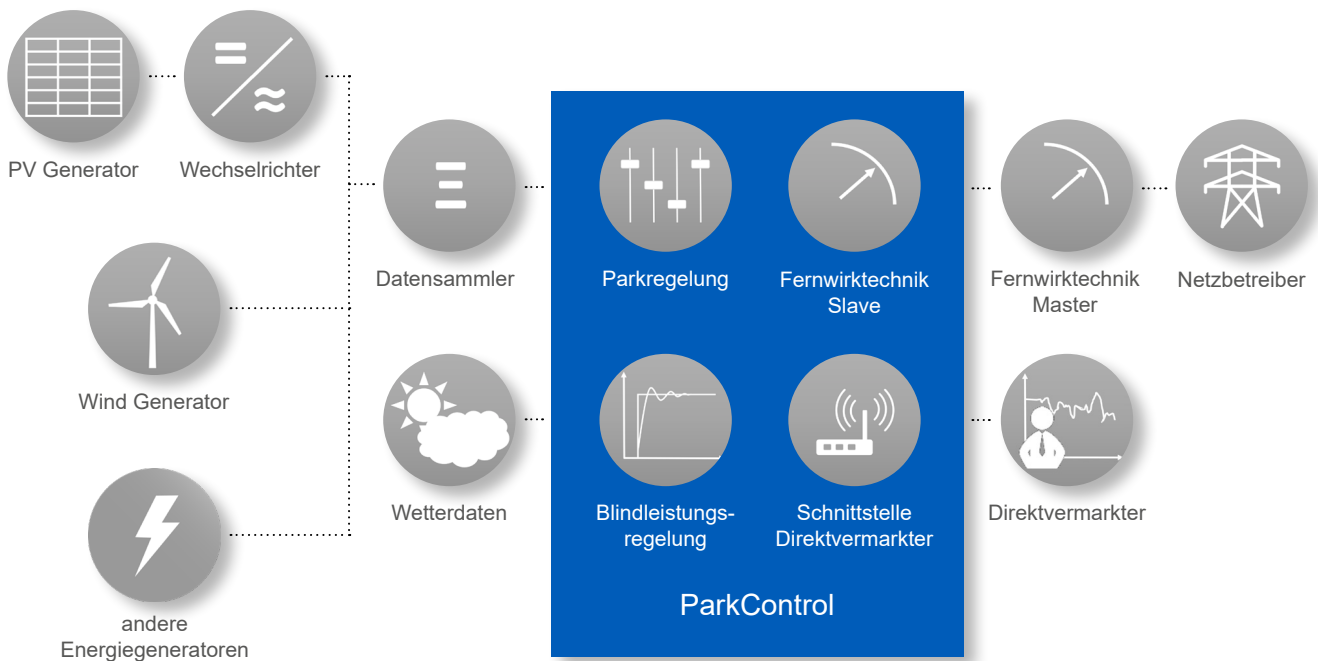 PV Generator
Wechselrichter
Datensammler
Parkregelung
Fernwirktechnik
Slave
Fernwirktechnik
Master
Netzbetreiber
Wind Generator
Wetterdaten
Blindleistungs-
regelung
Schnittstelle
Direktvermarkter
Direktvermarkter
andere
Energiegeneratoren
ParkControl